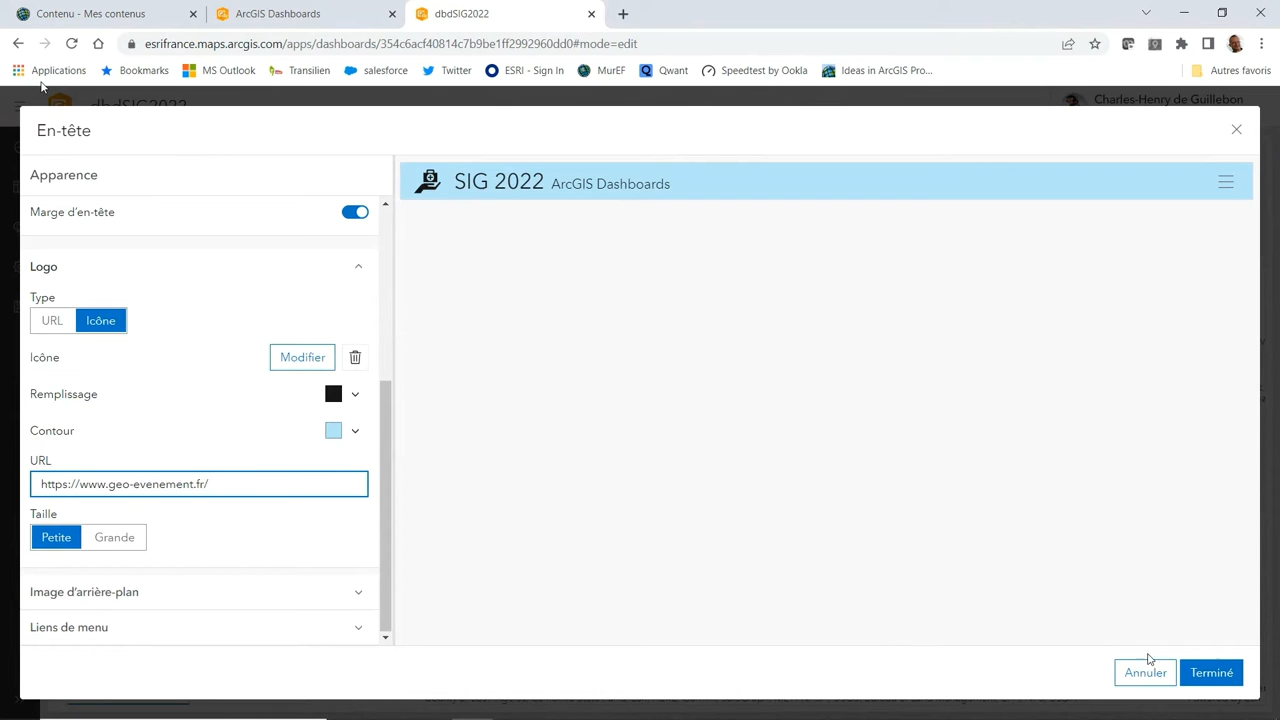 Contenu - Mes contenus
ArcGIS Dashboards
dbdSIG2022
esrifrance.maps.arcgis.com/apps/dashboards/354c6acf40814c7b9be1ff2992960dd0#mode=edit
Applications
Bookmarks
MS Outlook
Transilien
salesforce
Twitter
ESRI - Sign In
MurEF
Qwant
Speedtest by Ookla
Ideas in ArcGIS Pro...
Autres favoris
dbdSIG2022
Charles-Henry de Guillebon
En-tête
Apparence
Marge d'en-tête
Logo
Type
URL
Icône
Icône
Modifier
Remplissage
Contour
URL
https://www.geo-evenement.fr/
Taille
Petite
Grande
Image d'arrière-plan
Liens de menu
SIG 2022 ArcGIS Dashboards
Annuler
Terminé